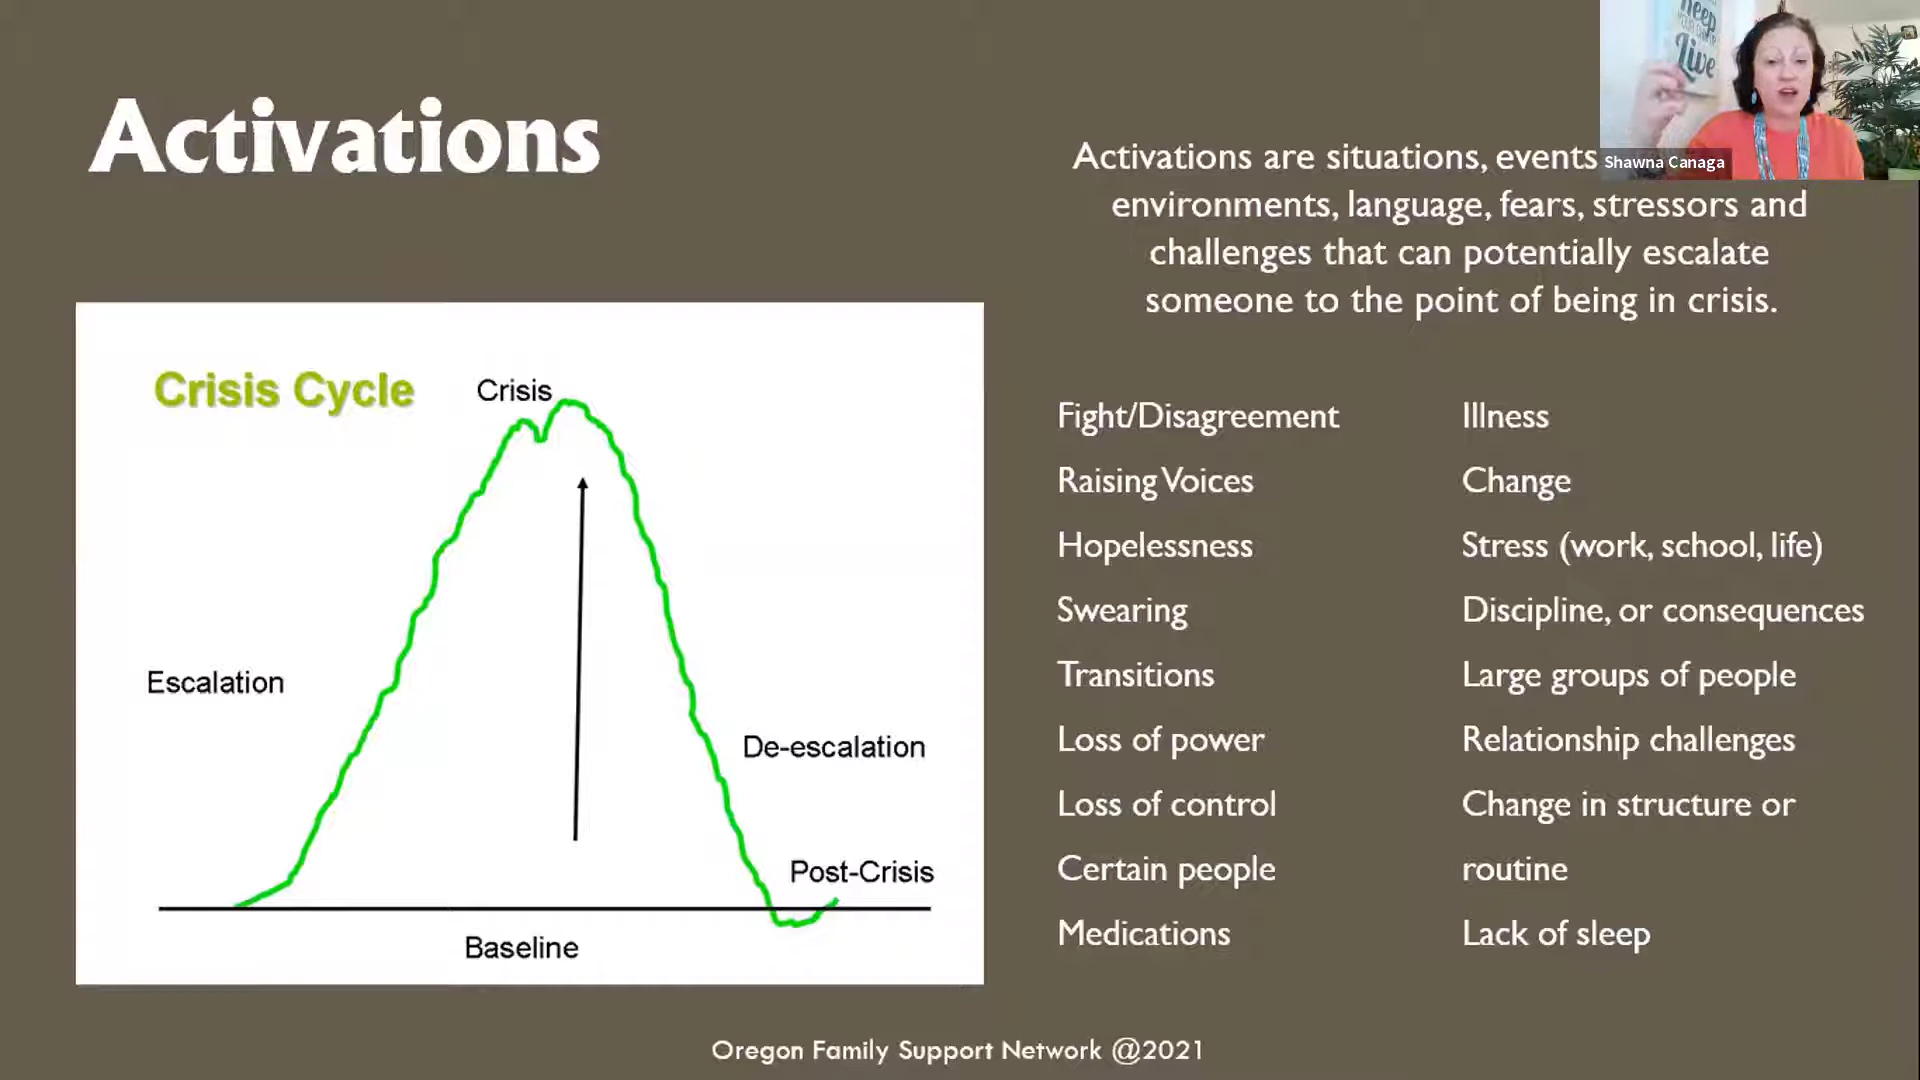 Activations
Keep
Live
Shawna Canaga
Activations are situations, events
environments, language, fears, stressors and
challenges that can potentially escalate
someone to the point of being in crisis.
Crisis Cycle
Crisis
Escalation
De-escalation
Post-Crisis
Baseline
Fight/Disagreement
Raising Voices
Hopelessness
Swearing
Transitions
Loss of power
Loss of control
Certain people
Medications
Illness
Change
Stress (work, school, life)
Discipline, or consequences
Large groups of people
Relationship challenges
Change in structure or
routine
Lack of sleep
Oregon Family Support Network @2021